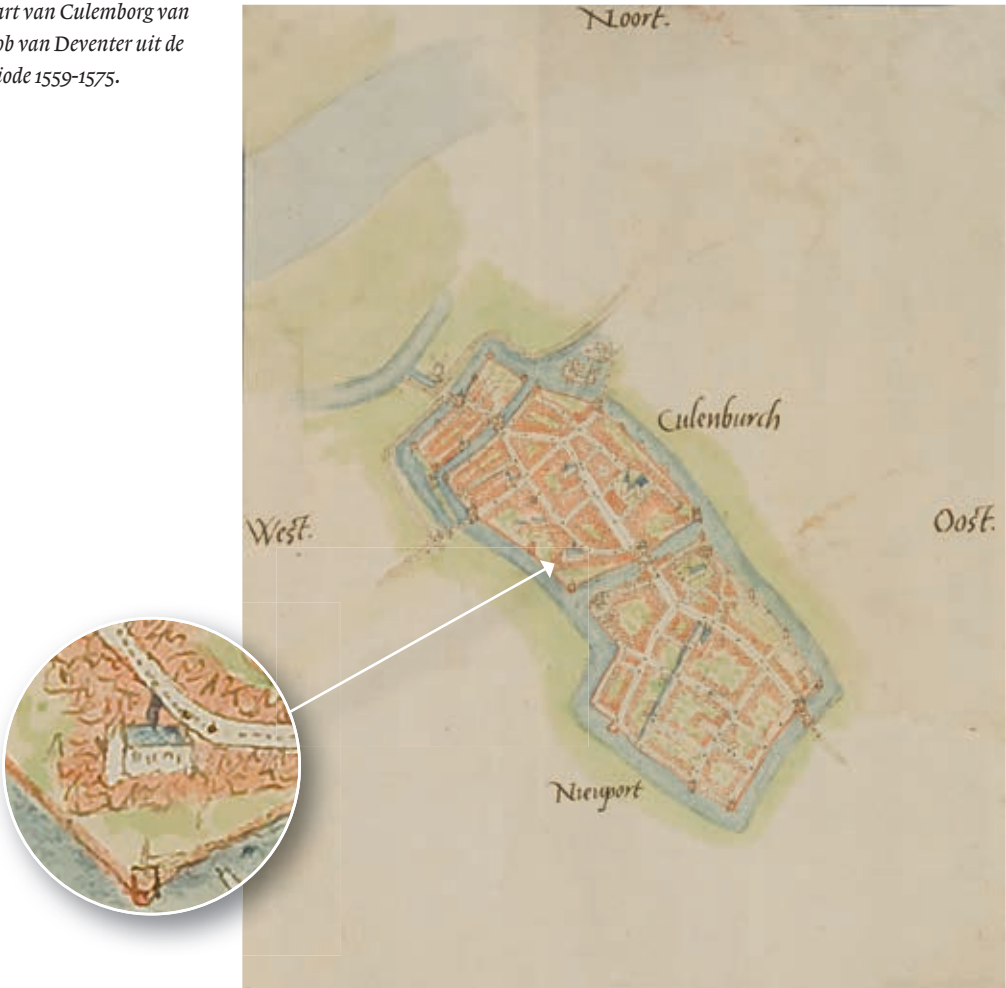 art van Culemborg van
ob van Deventer uit de
iode 1559-1575.
Noort.
Culenburch
West.
Oost.
Nieuport